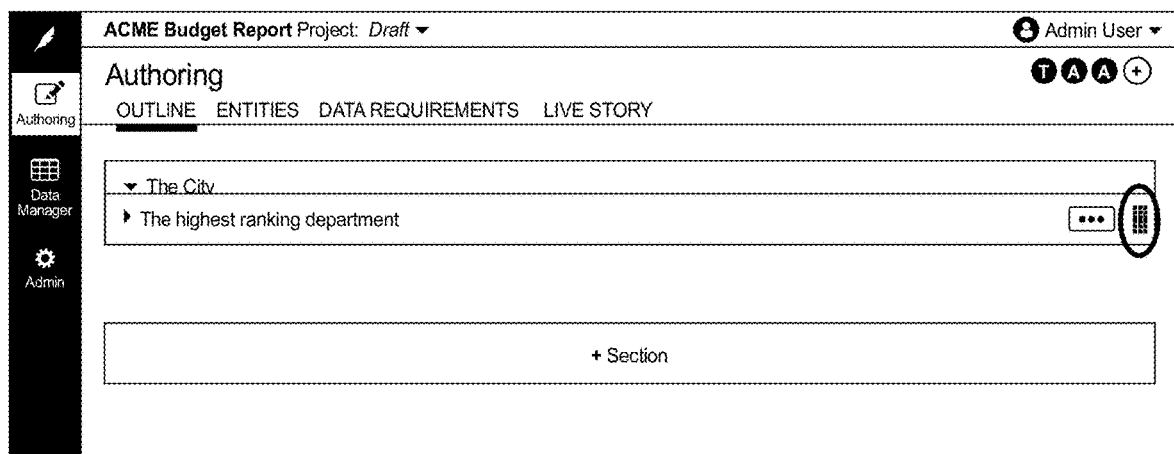 ACME Budget Report Project: Draft
Admin User
Authoring
T A A +
OUTLINE ENTITIES DATA REQUIREMENTS LIVE STORY
Authoring
Data
Manager
Admin
The City
The highest ranking department
+ Section